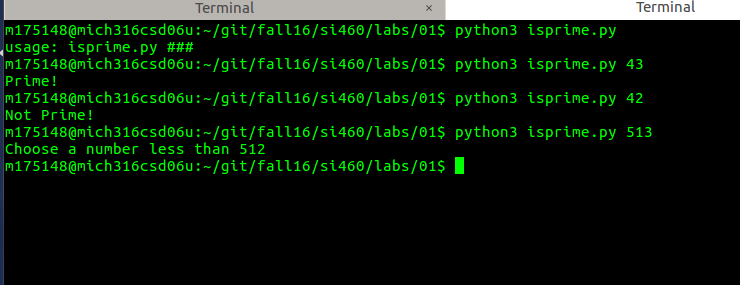 Terminal × Terminal
m175148@mich316csd06u:~/git/fall16/si460/labs/01$ python3 isprime.py
usage: isprime.py ###
m175148@mich316csd06u:~/git/fall16/si460/labs/01$ python3 isprime.py 43
Prime!
m175148@mich316csd06u:~/git/fall16/si460/labs/01$ python3 isprime.py 42
Not Prime!
m175148@mich316csd06u:~/git/fall16/si460/labs/01$ python3 isprime.py 513
Choose a number less than 512
m175148@mich316csd06u:~/git/fall16/si460/labs/01$